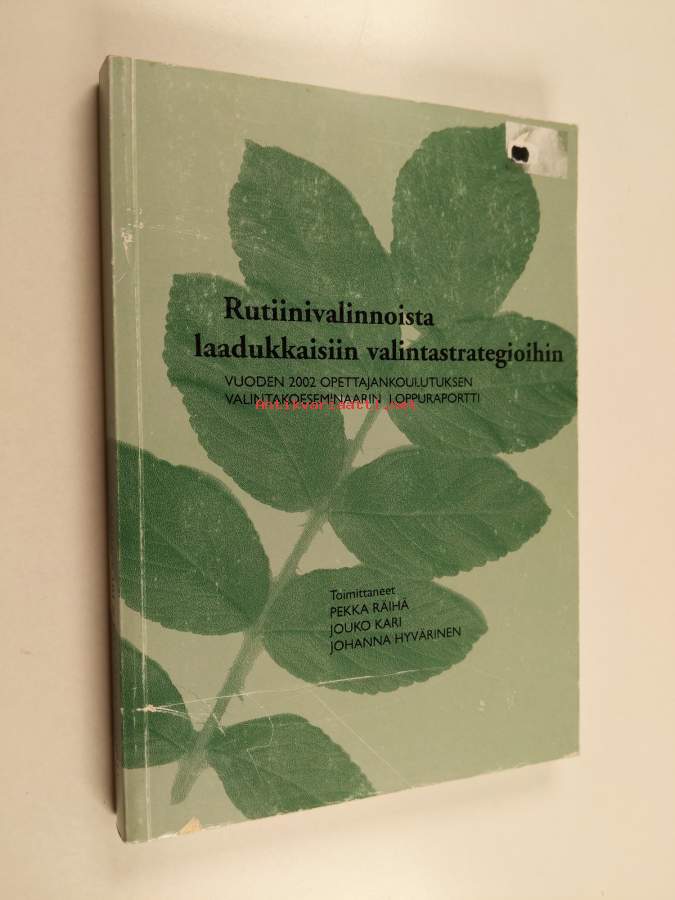 Rutiinivalinnoista
laadukkaisiin valintastrategioihin
VUODEN 2002 OPETTAJANKOULUTUKSEN
VALINTAKOESEMINAARIN LOPPURAPORTTI
Antikvariaatti.net
Toimittaneet
PEKKA RÄIHÄ
JOUKO KARI
JOHANNA HYVÄRINEN